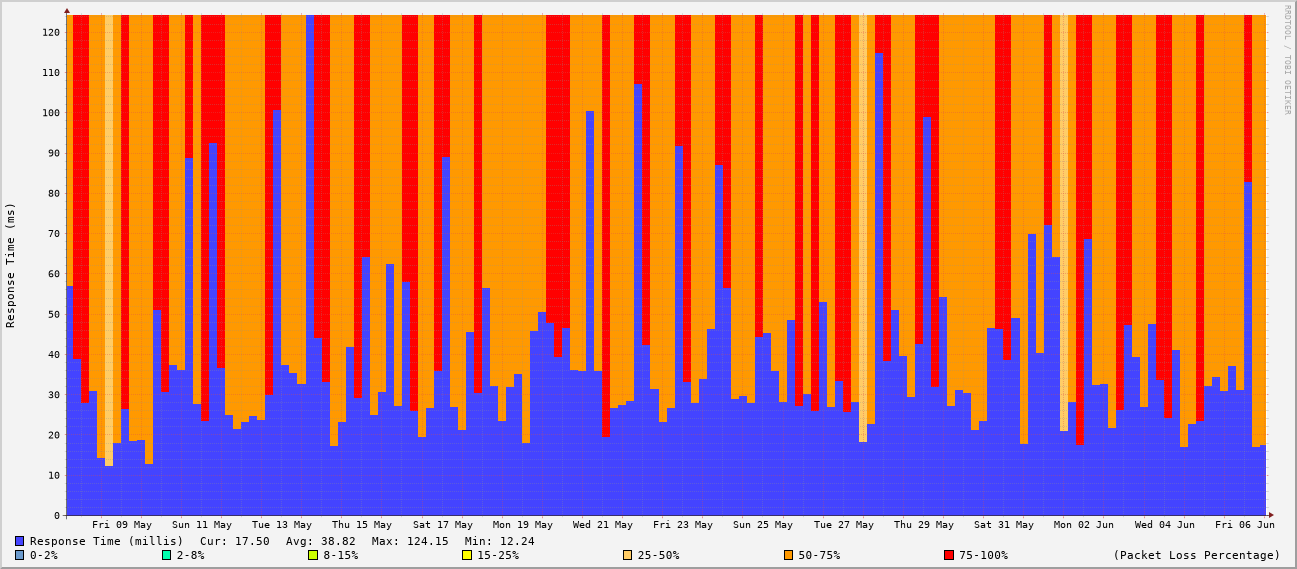 RRDTOOL / TOBI OETIKER
Response Time (ms)
120
110
100
90
80
70
60
50
40
30
20
10
0
Fri 09 May Sun 11 May Tue 13 May Thu 15 May Sat 17 May Mon 19 May Wed 21 May Fri 23 May Sun 25 May Tue 27 May Thu 29 May Sat 31 May Mon 02 Jun Wed 04 Jun Fri 06 Jun
Response Time (millis) Cur: 17.50 Avg: 38.82 Max: 124.15 Min: 12.24
0-2% 2-8% 8-15% 15-25% 25-50% 50-75% 75-100% (Packet Loss Percentage)